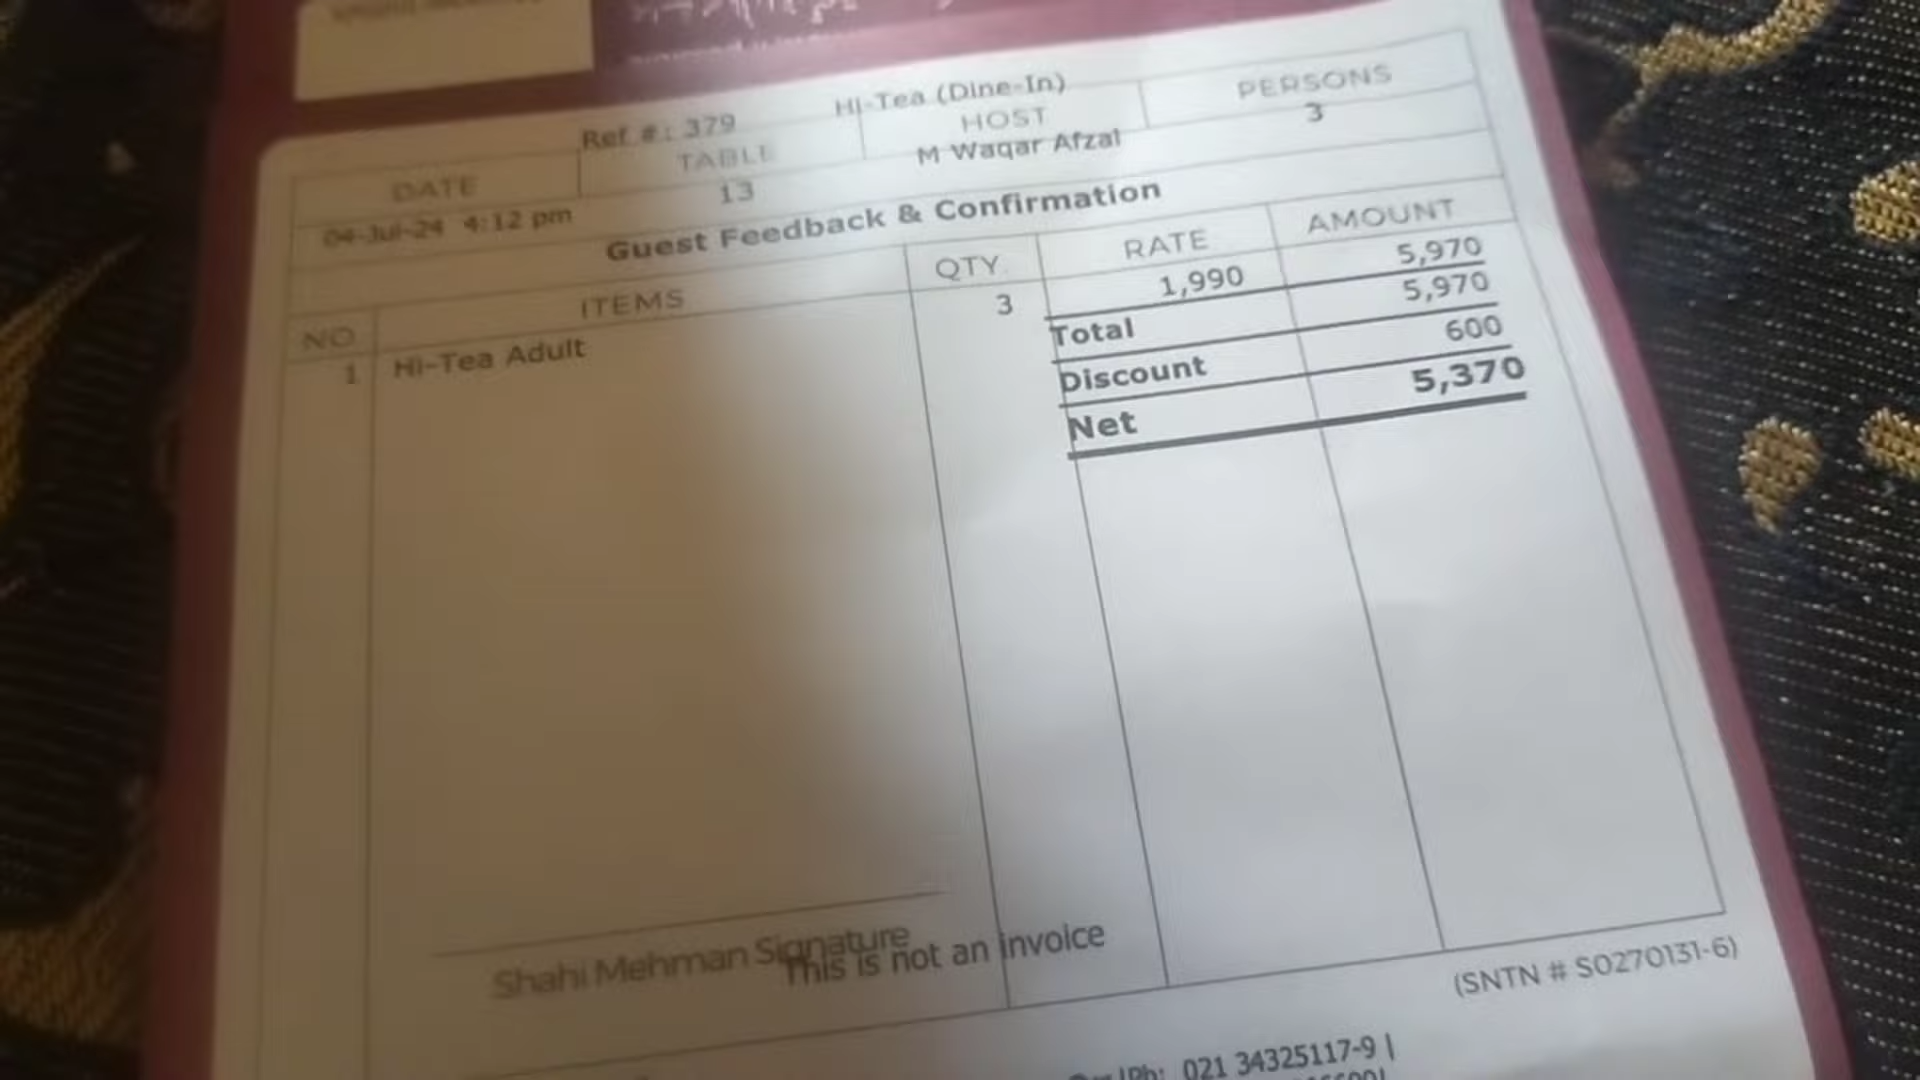 Ref #: 379
Hi-Tea (Dine-In)
DATE
TABLE
HOST
PERSONS
04-Jul-24 4:12 pm
13
M Waqar Afzal
3
Guest Feedback & Confirmation
NO
ITEMS
QTY
RATE
AMOUNT
1
Hi-Tea Adult
3
1,990
5,970
Total
5,970
Discount
600
Net
5,370
Shahi Mehman Signature
This is not an invoice
(SNTN # S0270131-6)
Ph: 021 34325117-9 |